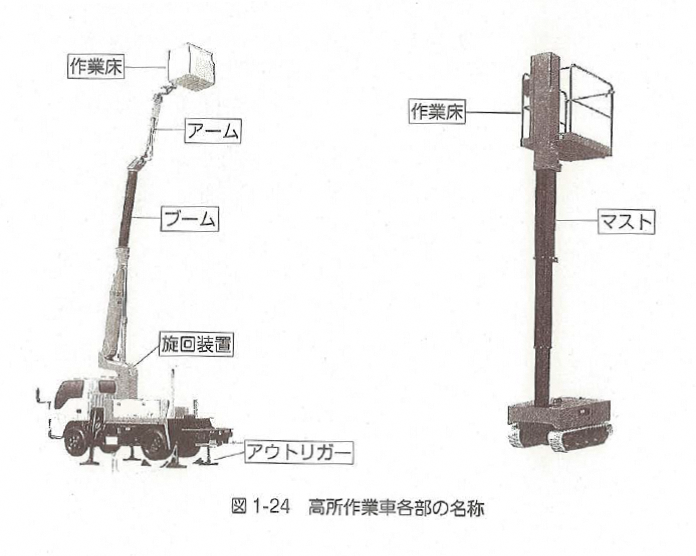 作業床
アーム
ブーム
旋回装置
アウトリガー
作業床
マスト
図1-24　高所作業車各部の名称